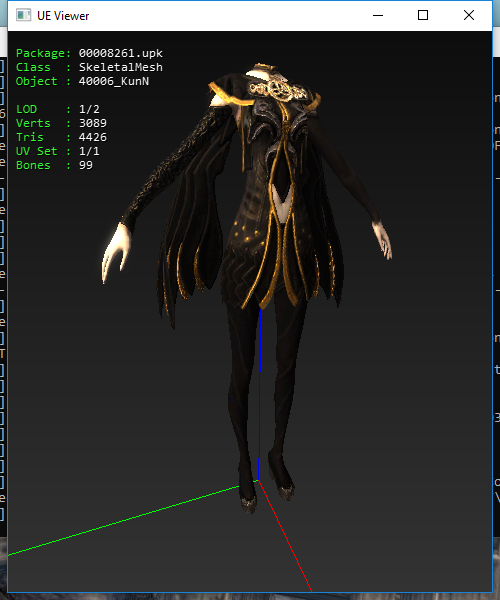 UE Viewer
Package: 00008261.upk
Class : SkeletalMesh
Object : 40006_KunN
LOD : 1/2
Verts : 3089
Tris : 4426
UV Set : 1/1
Bones : 99